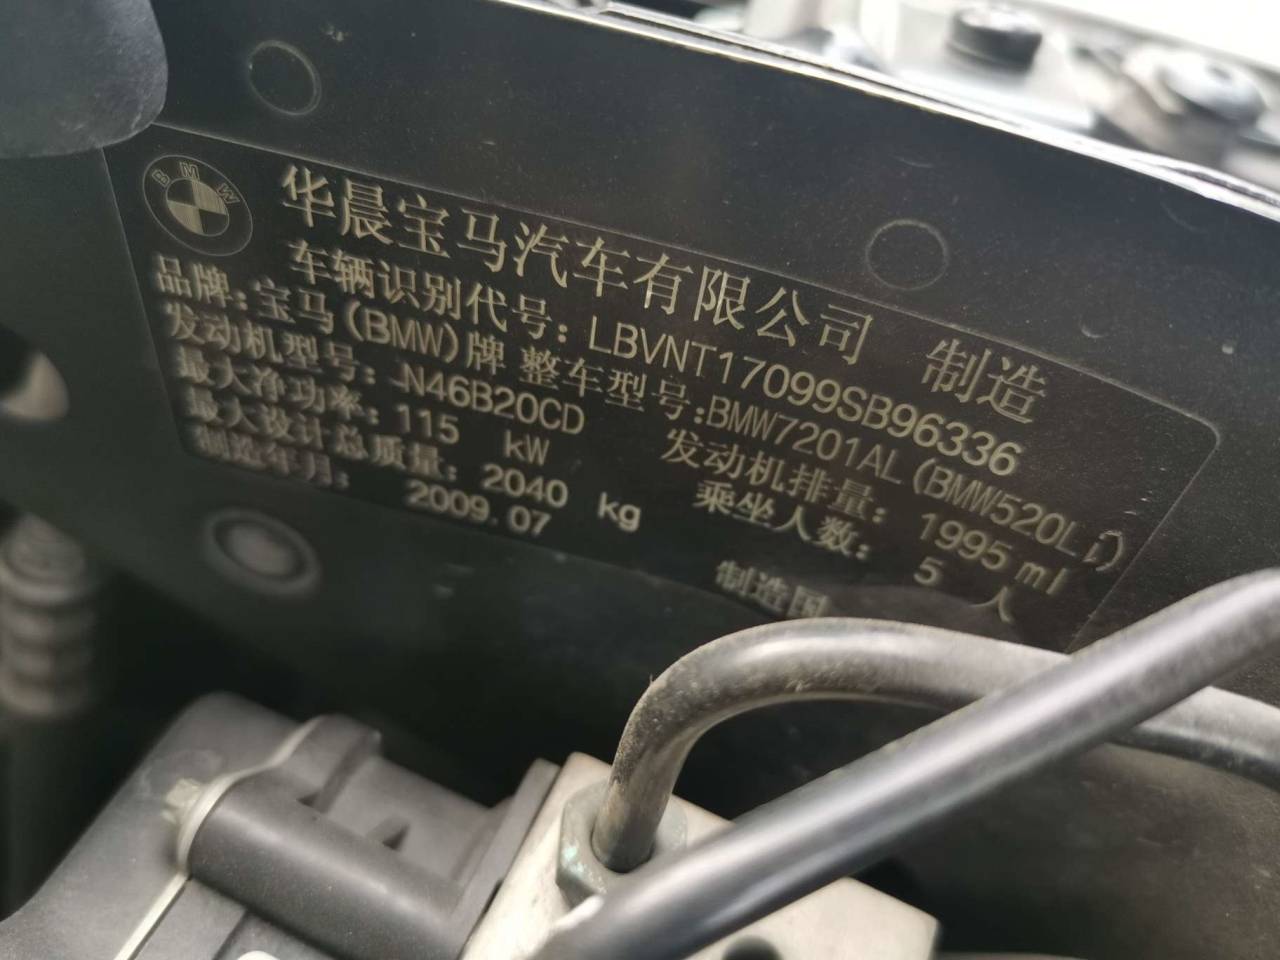 BMW
华晨宝马汽车有限公司 制造
车辆识别代号: LBVNT17099SB96336
品牌:宝马(BMW)牌 整车型号:BMW7201AL(BMW520Li)
发动机型号: N46B20CD 发动机排量: 1995 ml
最大净功率: 115 kW 乘坐人数: 5 人
最大设计总质量: 2040 kg
制造年月: 2009.07 制造国